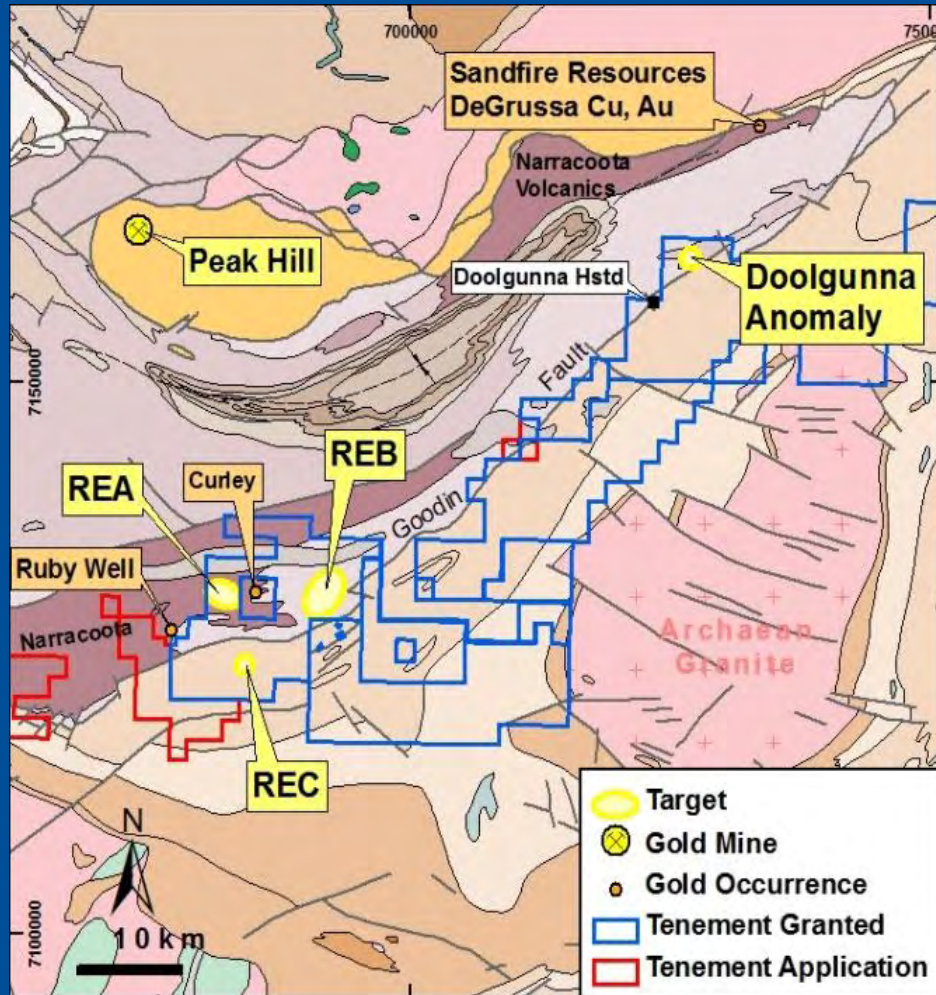 700000
7500
Sandfire Resources
DeGrussa Cu, Au
Narracoota
Volcanics
Peak Hill
Doolgunna Hstd
Doolgunna
Anomaly
7150000
Fault
REB
REA
Curley
Goodin
Ruby Well
Narracoota
Archaean
Granite
REC
N
10 km
7100000
Target
Gold Mine
Gold Occurrence
Tenement Granted
Tenement Application